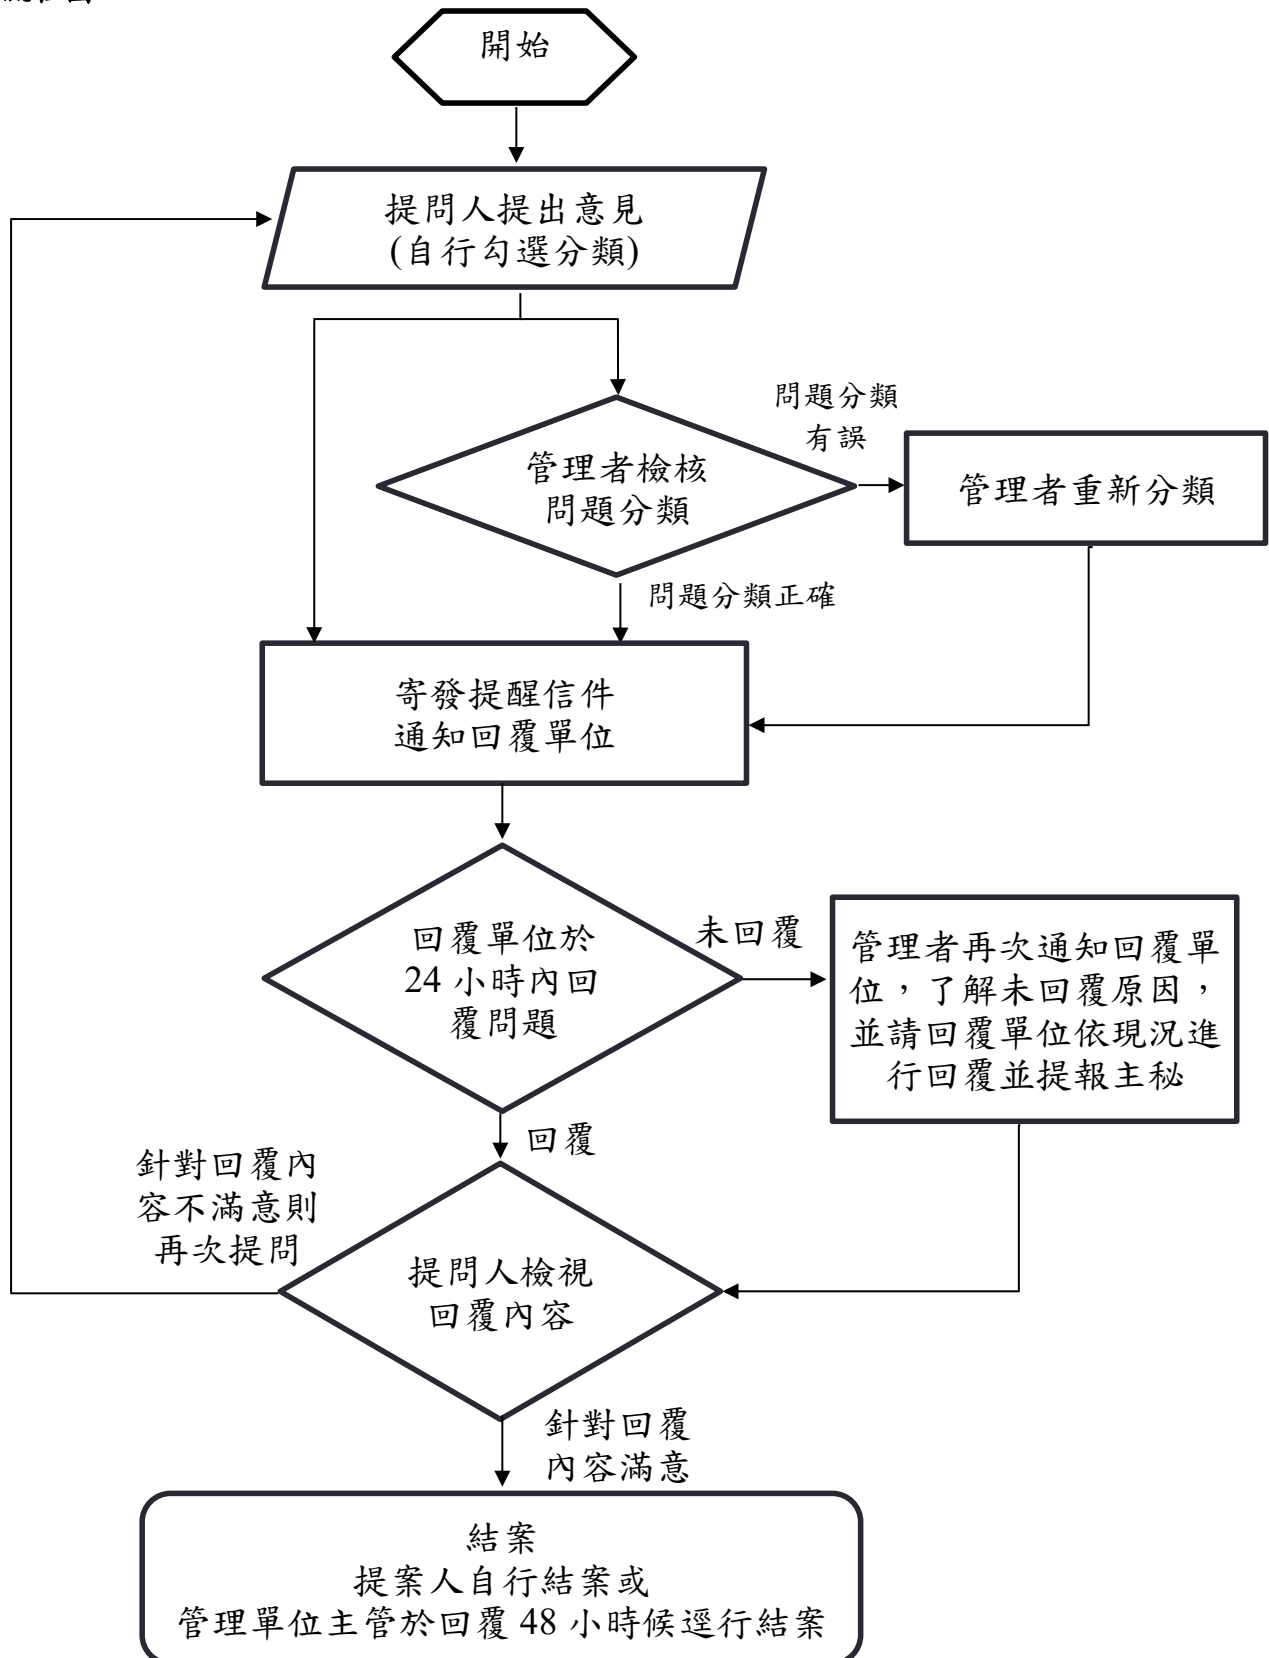 開始
提問人提出意見
(自行勾選分類)
問題分類
有誤
管理者檢核
問題分類
管理者重新分類
問題分類正確
寄發提醒信件
通知回覆單位
回覆單位於
24 小時內回
覆問題
未回覆
管理者再次通知回覆單
位，了解未回覆原因，
並請回覆單位依現況進
行回覆並提報主秘
回覆
針對回覆內
容不滿意則
再次提問
提問人檢視
回覆內容
針對回覆
內容滿意
結案
提案人自行結案或
管理單位主管於回覆 48 小時候逕行結案